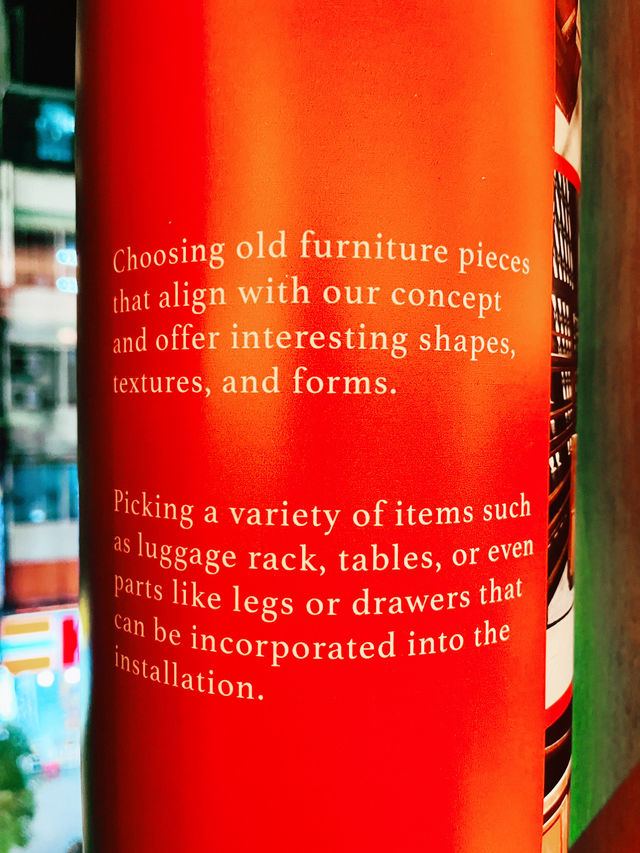 Choosing old furniture pieces
that align with our concept
and offer interesting shapes,
textures, and forms.
Picking a variety of items such
as luggage rack, tables, or even
parts like legs or drawers that
can be incorporated into the
installation.